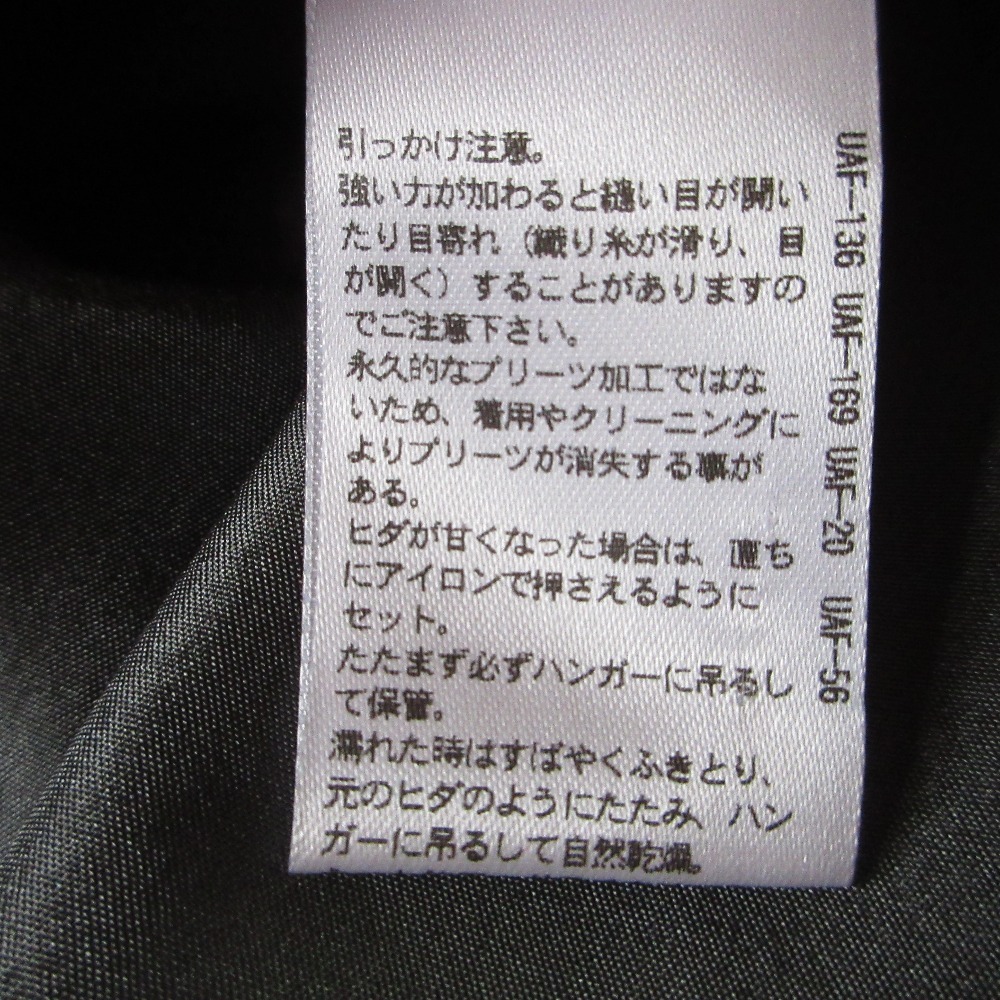 引っかけ注意。
強い力が加わると縫い目が開い
たり目寄れ（織り糸が滑り、目
が開く）することがありますの
でご注意下さい。
永久的なプリーツ加工ではな
いため、着用やクリーニングに
よりプリーツが消失する事が
ある。
ヒダが甘くなった場合は、直ち
にアイロンで押さえるように
セット。
たたまず必ずハンガーに吊るし
て保管。
濡れた時はすばやくふきとり、
元のヒダのようにたたみ、ハン
ガーに吊るして自然乾燥。
UAF-136 UAF-169 UAF-20 UAF-56